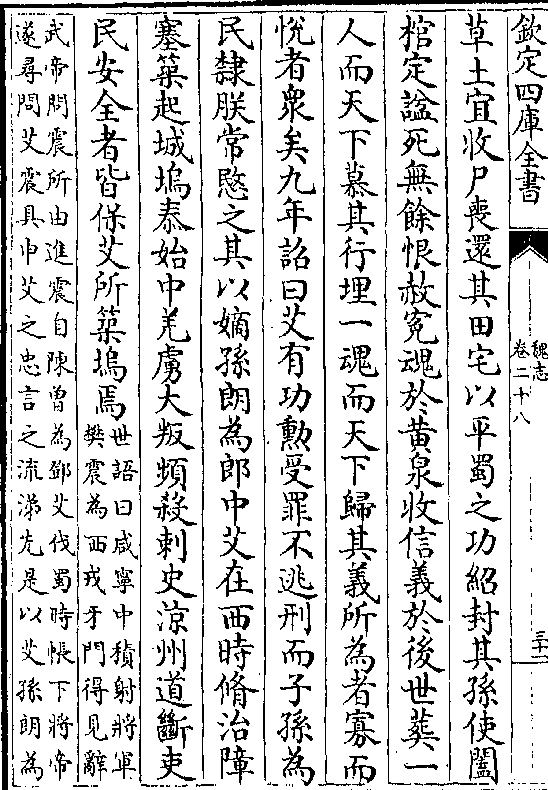 欽定四庫全書
魏志
卷二十八
三十一
草土宜收尸喪還其田宅以平蜀之功紹封其孫使闔
棺定諡死無餘恨赦冤魂於黄泉收信義於後世葬一
人而天下慕其行埋一魂而天下歸其義所為者寡而
悅者衆矣九年詔曰艾有功勲受罪不逃刑而子孫為
民隸朕常愍之其以嫡孫朗為郎中艾在西時脩治障
塞築起城塢泰始中羌虜大叛頻殺刺史涼州道斷吏
民安全者皆保艾所築塢焉
世語曰咸寧中積射將軍
樊震為西戎牙門得見辭
武帝問震所由進震自陳曾為鄧艾伐蜀時帳下將帝
遂尋問艾震具申艾之忠言之流涕先是以艾孫朗為